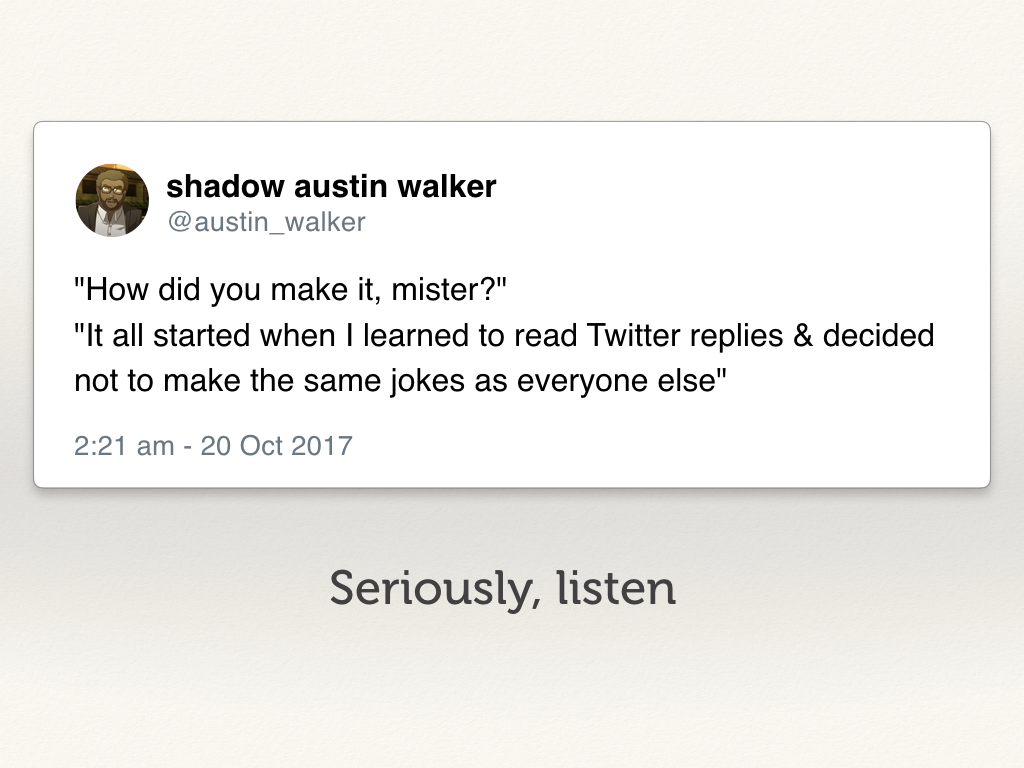 shadow austin walker
@austin_walker
"How did you make it, mister?"
"It all started when I learned to read Twitter replies & decided
not to make the same jokes as everyone else"
2:21 am - 20 Oct 2017
Seriously, listen